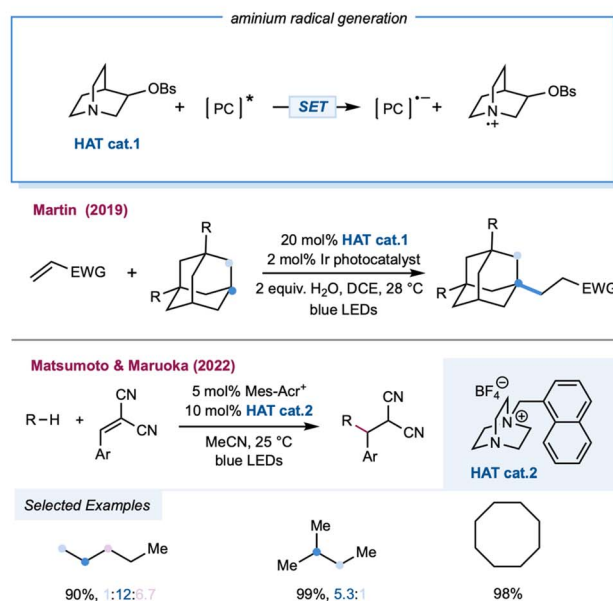 aminium radical generation
OBs
N
+
[PC]*
SET
[PC]•−
+
OBs
N
•+
HAT cat.1
Martin (2019)
EWG
+
R
R
20 mol% HAT cat.1
2 mol% Ir photocatalyst
2 equiv. H2O, DCE, 28 °C
blue LEDs
R
R
EWG
Matsumoto & Maruoka (2022)
R–H
+
CN
CN
Ar
5 mol% Mes-Acr+
10 mol% HAT cat.2
MeCN, 25 °C
blue LEDs
R
CN
CN
Ar
BF4⊖
N
N
⊕
HAT cat.2
Selected Examples
Me
90%, 1:12:6.7
Me
Me
Me
99%, 5.3:1
98%